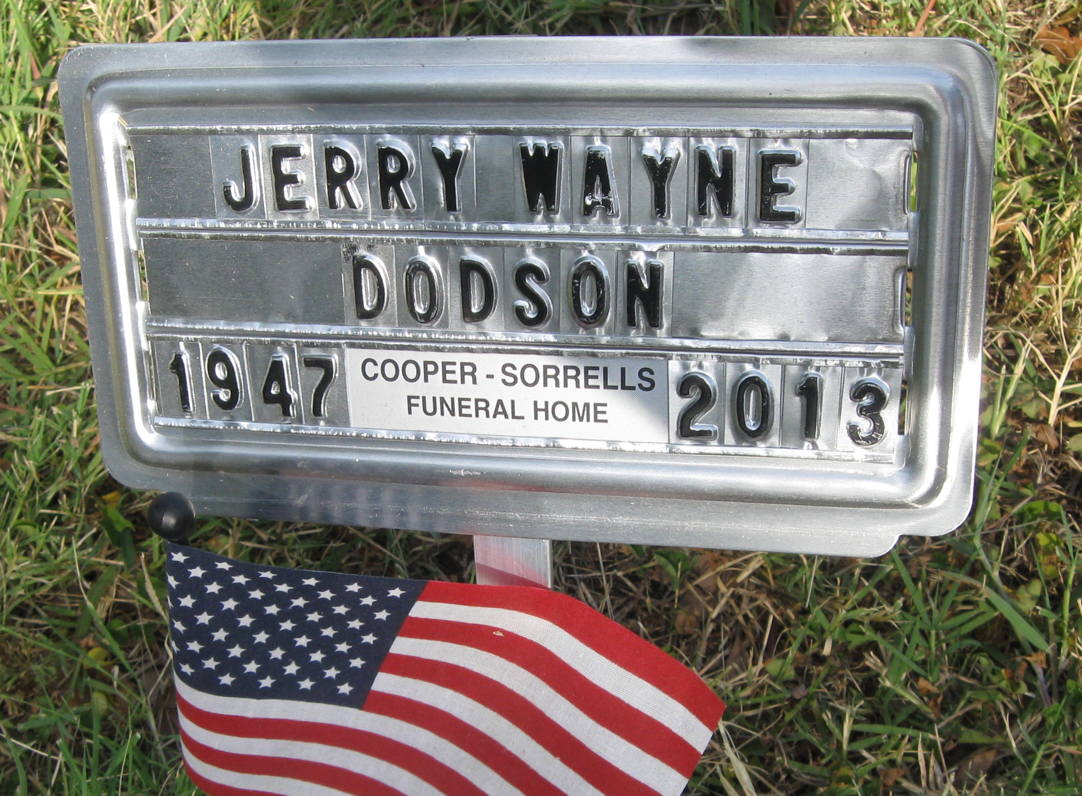 JERRY WAYNE
DODSON
1947 COOPER - SORRELLS 2013
FUNERAL HOME